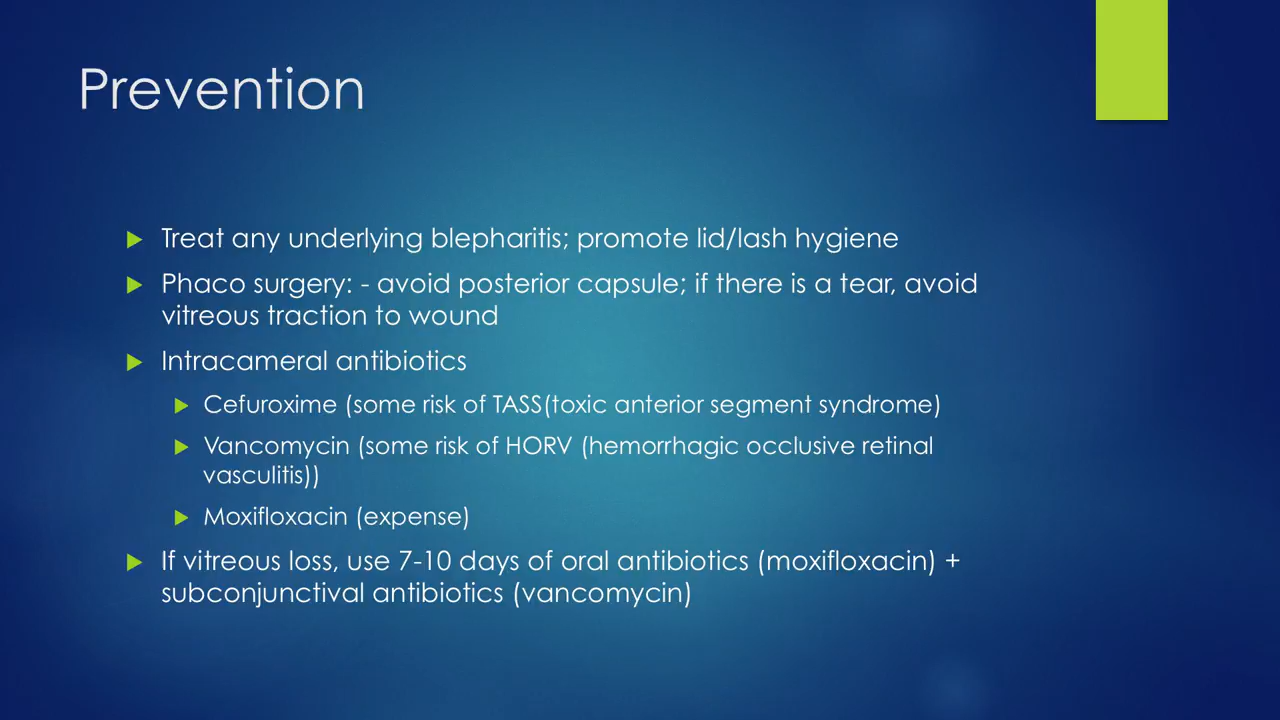 Prevention
Treat any underlying blepharitis; promote lid/lash hygiene
Phaco surgery: - avoid posterior capsule; if there is a tear, avoid
vitreous traction to wound
Intracameral antibiotics
Cefuroxime (some risk of TASS(toxic anterior segment syndrome)
Vancomycin (some risk of HORV (hemorrhagic occlusive retinal
vasculitis))
Moxifloxacin (expense)
If vitreous loss, use 7-10 days of oral antibiotics (moxifloxacin) +
subconjunctival antibiotics (vancomycin)